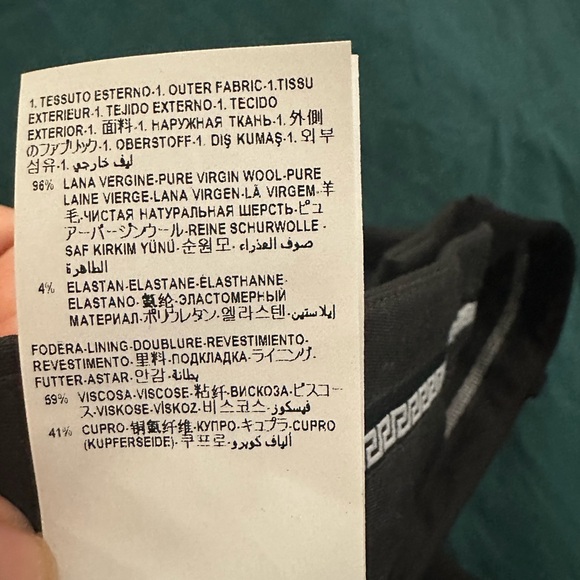 1. TESSUTO ESTERNO-1. OUTER FABRIC-1.TISSU
EXTERIEUR-1. TEJIDO EXTERNO-1. TECIDO
EXTERIOR-1. 面料-1. НАРУЖНАЯ ТКАНЬ-1. 外側
のファブリック-1. OBERSTOFF-1. DIŞ KUMAŞ-1. 외부
섬유-1. ليف خارجي
96% LANA VERGINE-PURE VIRGIN WOOL-PURE
LAINE VIERGE-LANA VIRGEN-LÀ VIRGEM-羊
毛-ЧИСТАЯ НАТУРАЛЬНАЯ ШЕРСТЬ-ピュ
アーバージンウール-REINE SCHURWOLLE-
SAF KIRKIM YÜNÜ-순원모- صوف العذراء
الطاهرة
4% ELASTAN-ELASTANE-ÉLASTHANNE-
ELASTANO-氨纶-ЭЛАСТОМЕРНЫЙ
МАТЕРИАЛ-ポリウレタン-엘라스텐-إيلاستين
FODERA-LINING-DOUBLURE-REVESTIMIENTO-
REVESTIMENTO-里料-ПОДКЛАДКА-ライニング-
FUTTER-ASTAR-안감-بطانة
59% VISCOSA-VISCOSE-粘纤-ВИСКОЗА-ビスコー
ス-VISKOSE-VİSKOZ-비스코스-فيسكوز
41% CUPRO-铜氨纤维-КУПРО-キュプラ-CUPRO
(KUPFERSEIDE)-쿠프로-ألياف كوبرو